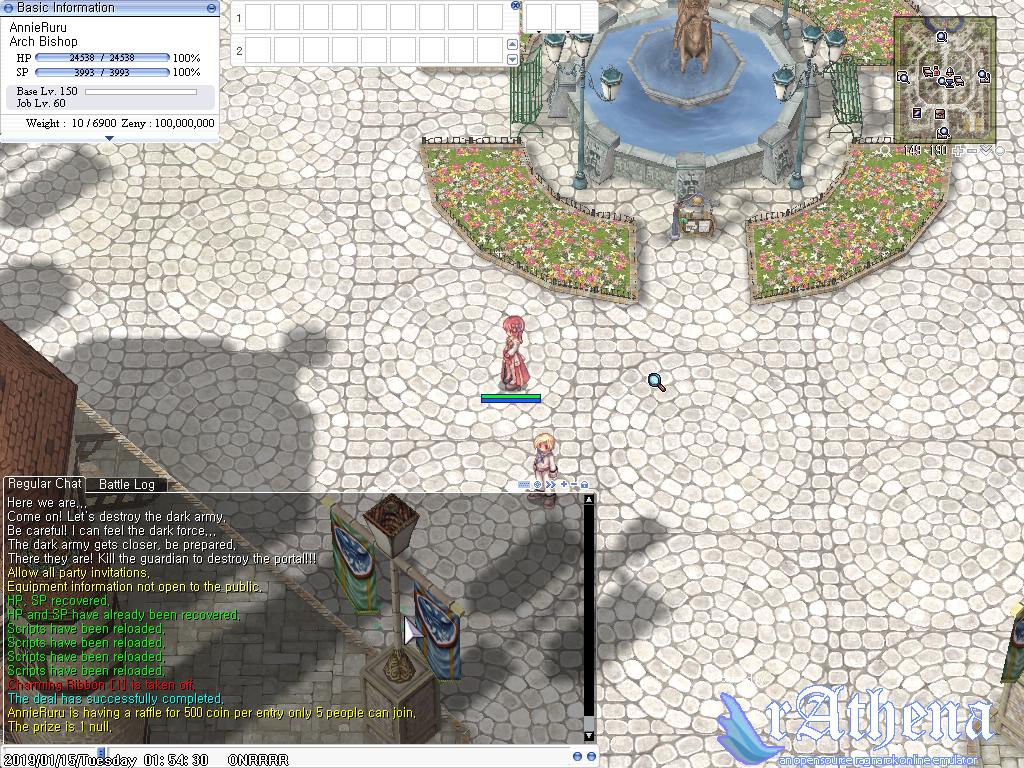 Basic Information
AnnieRuru
Arch Bishop
HP 24538 / 24538 100%
SP 3993 / 3993 100%
Base Lv. 150
Job Lv. 60
Weight : 10 / 6900 Zeny : 100,000,000
1
2
149 190
Regular Chat Battle Log
Here we are...
Come on! Let's destroy the dark army.
Be careful! I can feel the dark force...
The dark army gets closer, be prepared.
There they are! Kill the guardian to destroy the portal!!!
Allow all party invitations.
Equipment information not open to the public.
HP, SP recovered.
HP and SP have already been recovered.
Scripts have been reloaded.
Scripts have been reloaded.
Scripts have been reloaded.
Scripts have been reloaded.
Charming Ribbon [1] is taken off.
The deal has successfully completed.
AnnieRuru is having a raffle for 500 coin per entry only 5 people can join.
The prize is 1 null.
2019/01/15/Tuesday 01: 54: 30 ONRRRR
rAthena
an opensource ragnarok online emulator